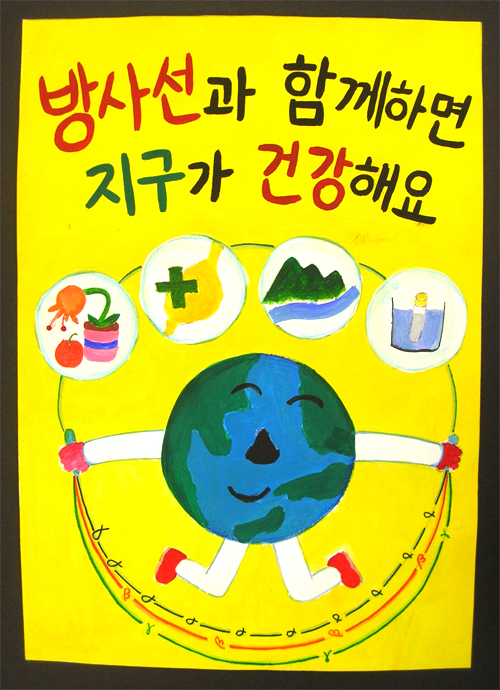 방사선과 함께하면
지구가 건강해요
α α α α α α α α α α
β β β β
γ γ γ